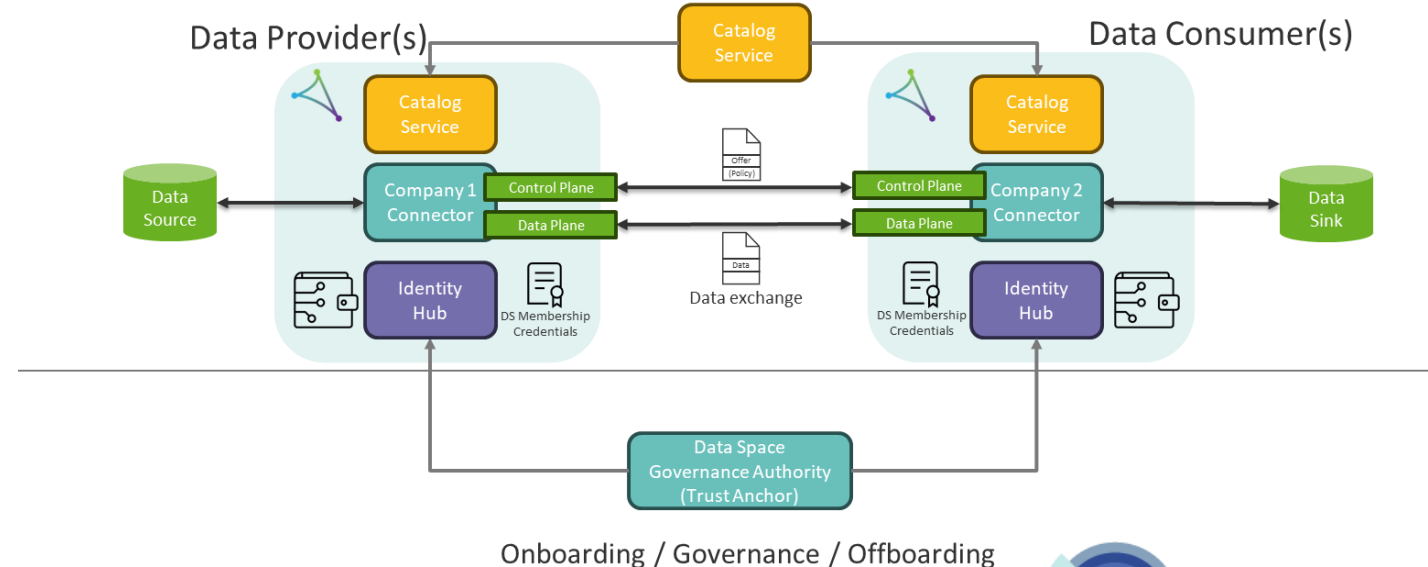 Data Provider(s)
Catalog
Service
Data Consumer(s)
Catalog
Service
Catalog
Service
Offer
(Policy)
Data
Source
Company 1
Connector
Control Plane
Data Plane
Control Plane
Data Plane
Company 2
Connector
Data
Sink
Data
Data exchange
Identity
Hub
DS Membership
Credentials
DS Membership
Credentials
Identity
Hub
Data Space
Governance Authority
(Trust Anchor)
Onboarding / Governance / Offboarding